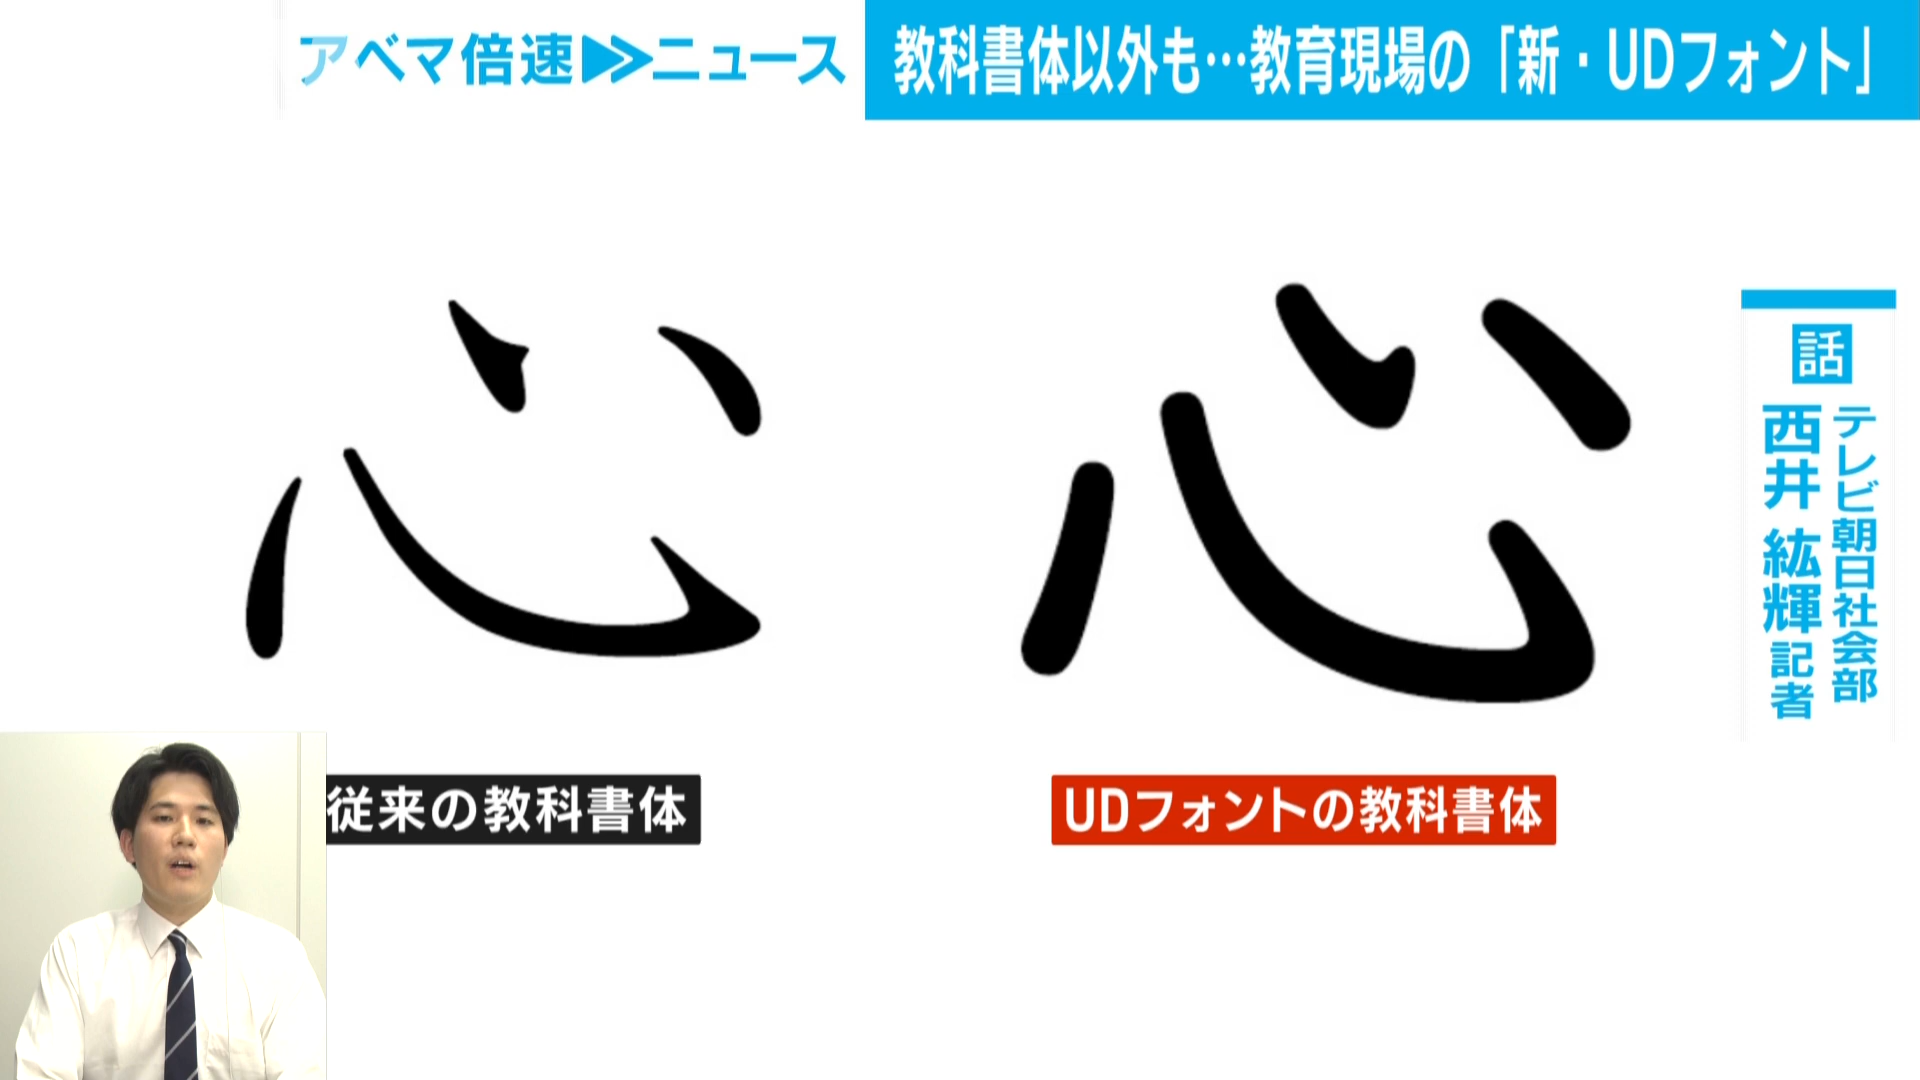 アベマ倍速ニュース
教科書体以外も…教育現場の「新・UDフォント」
心
心
話
テレビ朝日社会部
西井 紘輝 記者
従来の教科書体
UDフォントの教科書体